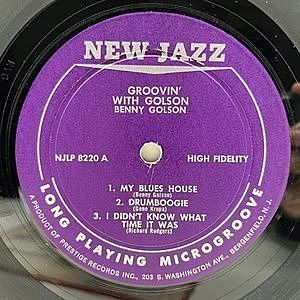 NEW JAZZ
GROOVIN'
WITH GOLSON
BENNY GOLSON
NJLP 8220 A
HIGH FIDELITY
1. MY BLUES HOUSE
(Benny Golson)
2. DRUMBOOGIE
(Gene Krupa)
3. I DIDN'T KNOW WHAT
TIME IT WAS
(Richard Rodgers)
LONG PLAYING MICROGROOVE
A PRODUCT OF PRESTIGE RECORDS INC., 203 S. WASHINGTON AVE., BERGENFIELD, N. J.